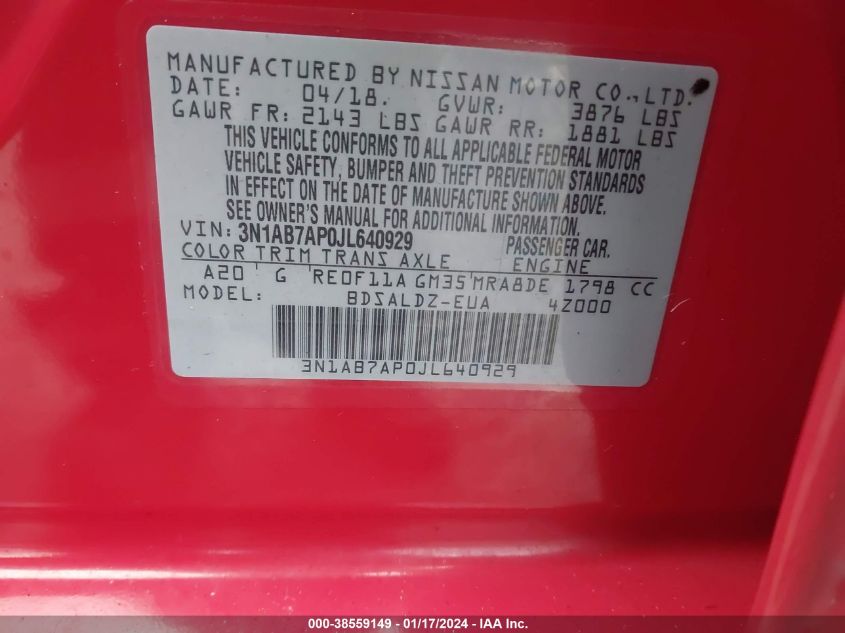 MANUFACTURED BY NISSAN MOTOR CO.,LTD.
DATE: 04/18. GVWR: 3876 LBS
GAWR FR: 2143 LBS GAWR RR: 1881 LBS
THIS VEHICLE CONFORMS TO ALL APPLICABLE FEDERAL MOTOR
VEHICLE SAFETY, BUMPER AND THEFT PREVENTION STANDARDS
IN EFFECT ON THE DATE OF MANUFACTURE SHOWN ABOVE.
SEE OWNER'S MANUAL FOR ADDITIONAL INFORMATION.
VIN: 3N1AB7AP0JL640929 PASSENGER CAR.
COLOR TRIM TRANS AXLE ENGINE
A20 G RE0F11A GM35 MRA8DE 1798 CC
MODEL: BDSALDZ-EUA 4Z000
3N1AB7AP0JL640929
000-38559149 - 01/17/2024 - IAAI.COM